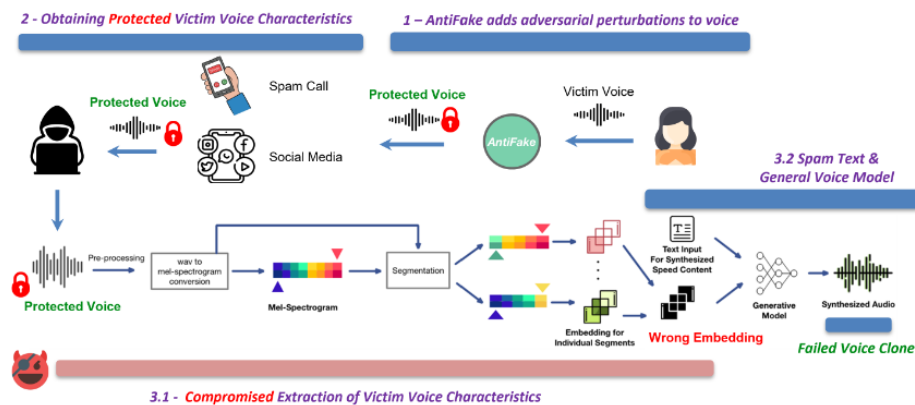 2 - Obtaining Protected Victim Voice Characteristics
1 – AntiFake adds adversarial perturbations to voice
Spam Call
Protected Voice
Protected Voice
Victim Voice
AntiFake
Social Media
3.2 Spam Text &
General Voice Model
Pre-processing
wav to
mel-spectrogram
conversion
Mel-Spectrogram
Segmentation
Text Input
For Synthesized
Speed Content
Protected Voice
Embedding for
Individual Segments
Wrong Embedding
Generative
Model
Synthesized Audio
Failed Voice Clone
3.1 - Compromised Extraction of Victim Voice Characteristics